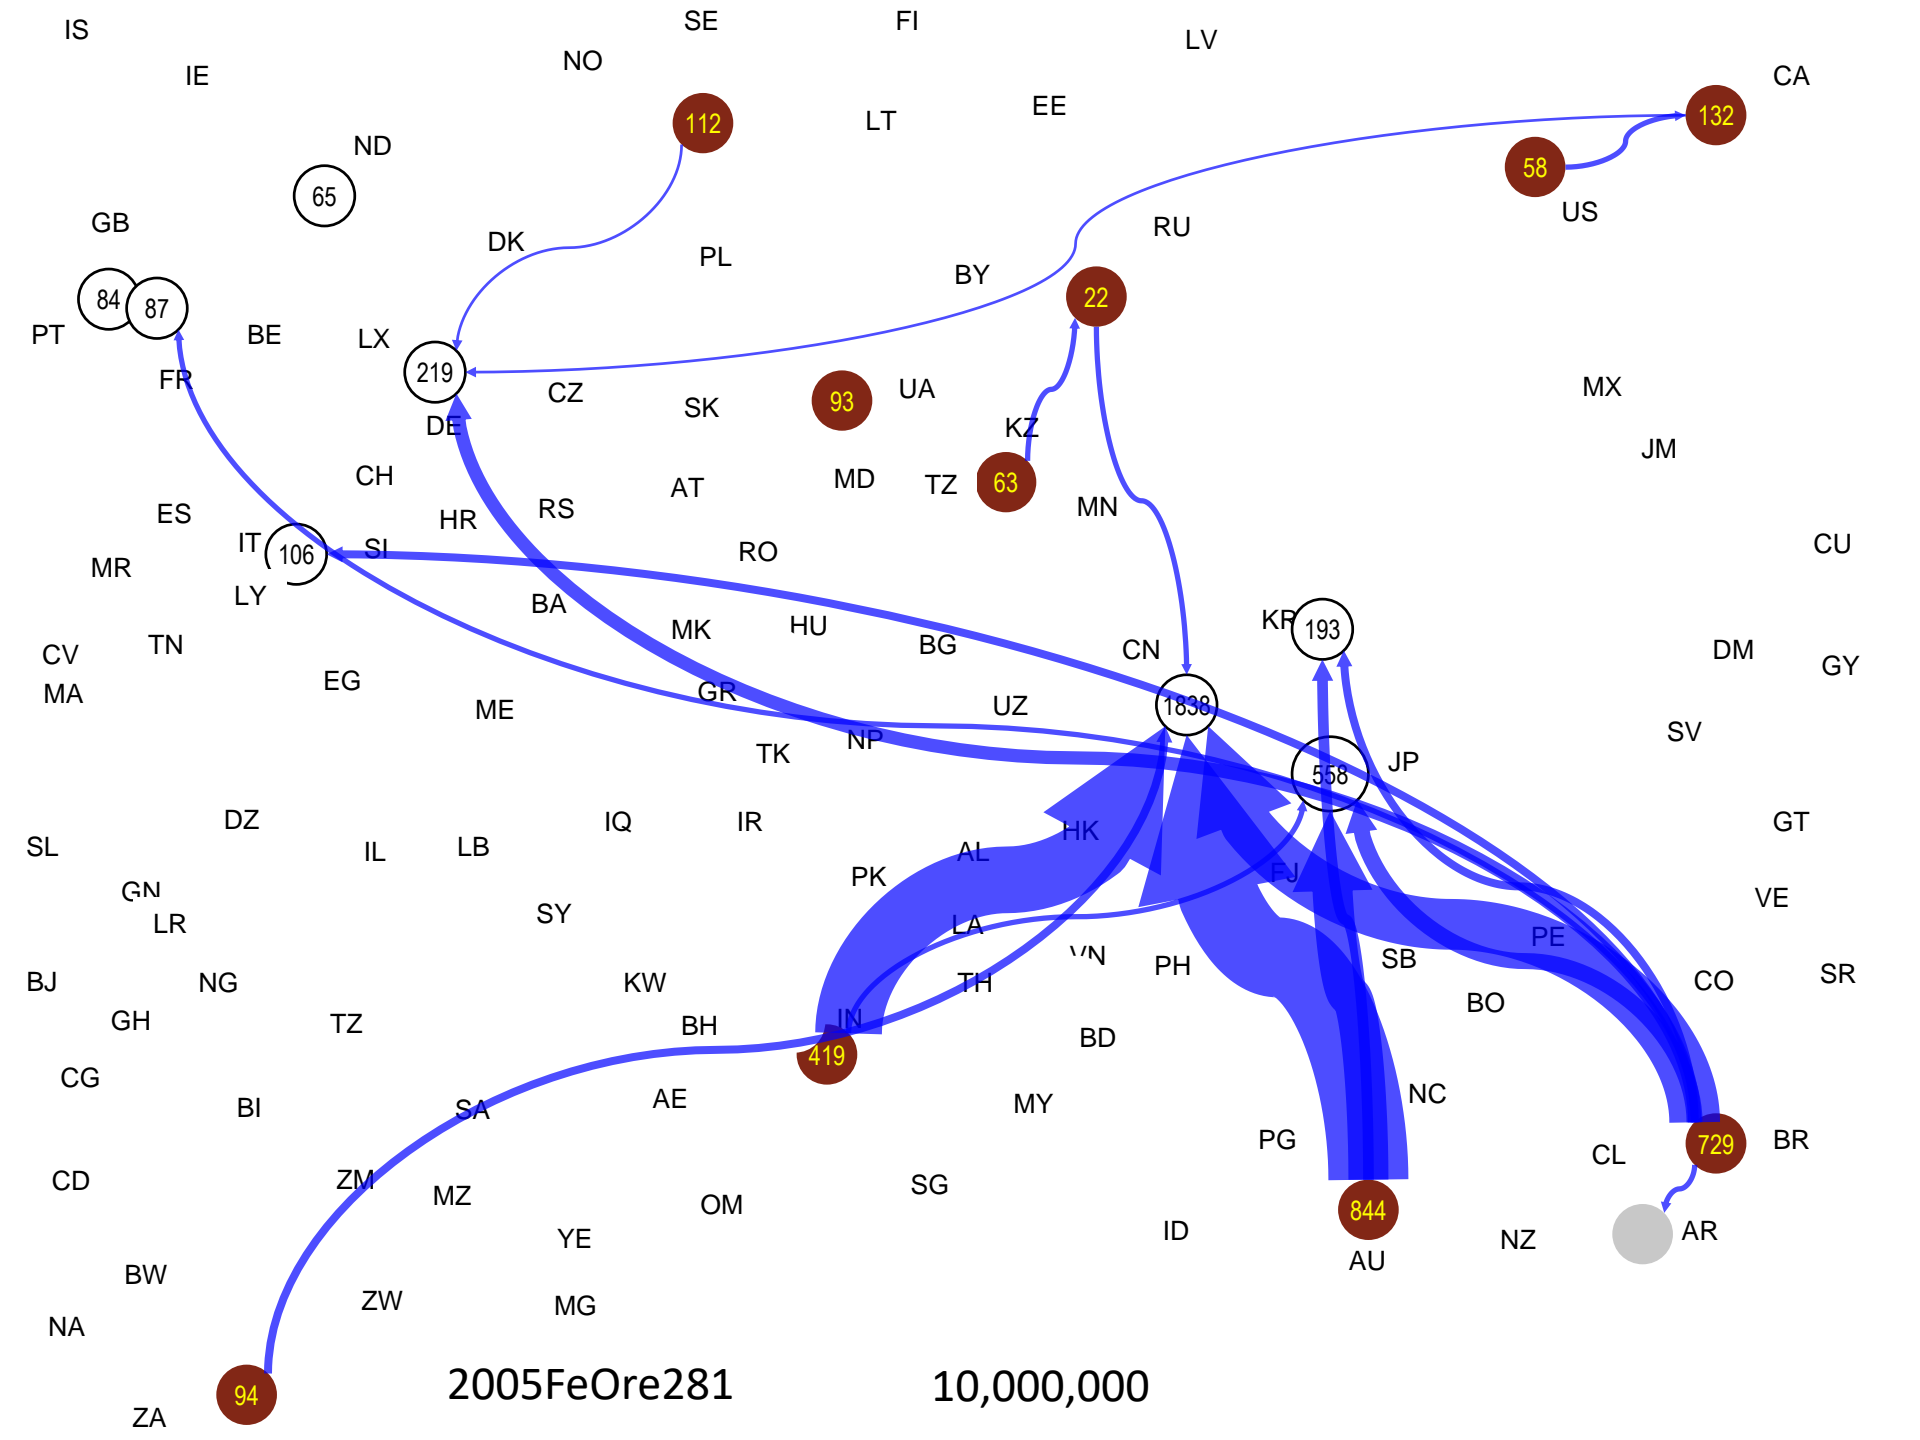 IS
SE
FI
LV
NO
IE
CA
EE
112
LT
132
ND
58
65
US
GB
RU
DK
PL
BY
84
87
22
PT
BE
LX
219
FR
CZ
93
UA
MX
SK
DE
KZ
JM
CH
63
MD
TZ
AT
MN
RS
ES
HR
IT
106
SI
RO
CU
MR
LY
BA
KR
193
MK
HU
BG
TN
CV
CN
DM
GY
EG
MA
GR
UZ
1838
ME
SV
NP
TK
JP
558
DZ
IQ
IR
GT
HK
SL
IL
LB
AL
FJ
PK
GN
VE
SY
LR
LA
PE
VN
SB
PH
BJ
NG
KW
TH
CO
SR
BO
GH
TZ
BH
IN
BD
419
CG
NC
AE
MY
BI
SA
PG
BR
729
CL
CD
ZM
MZ
SG
OM
844
YE
ID
AR
NZ
AU
BW
ZW
MG
NA
94
2005FeOre281
10,000,000
ZA